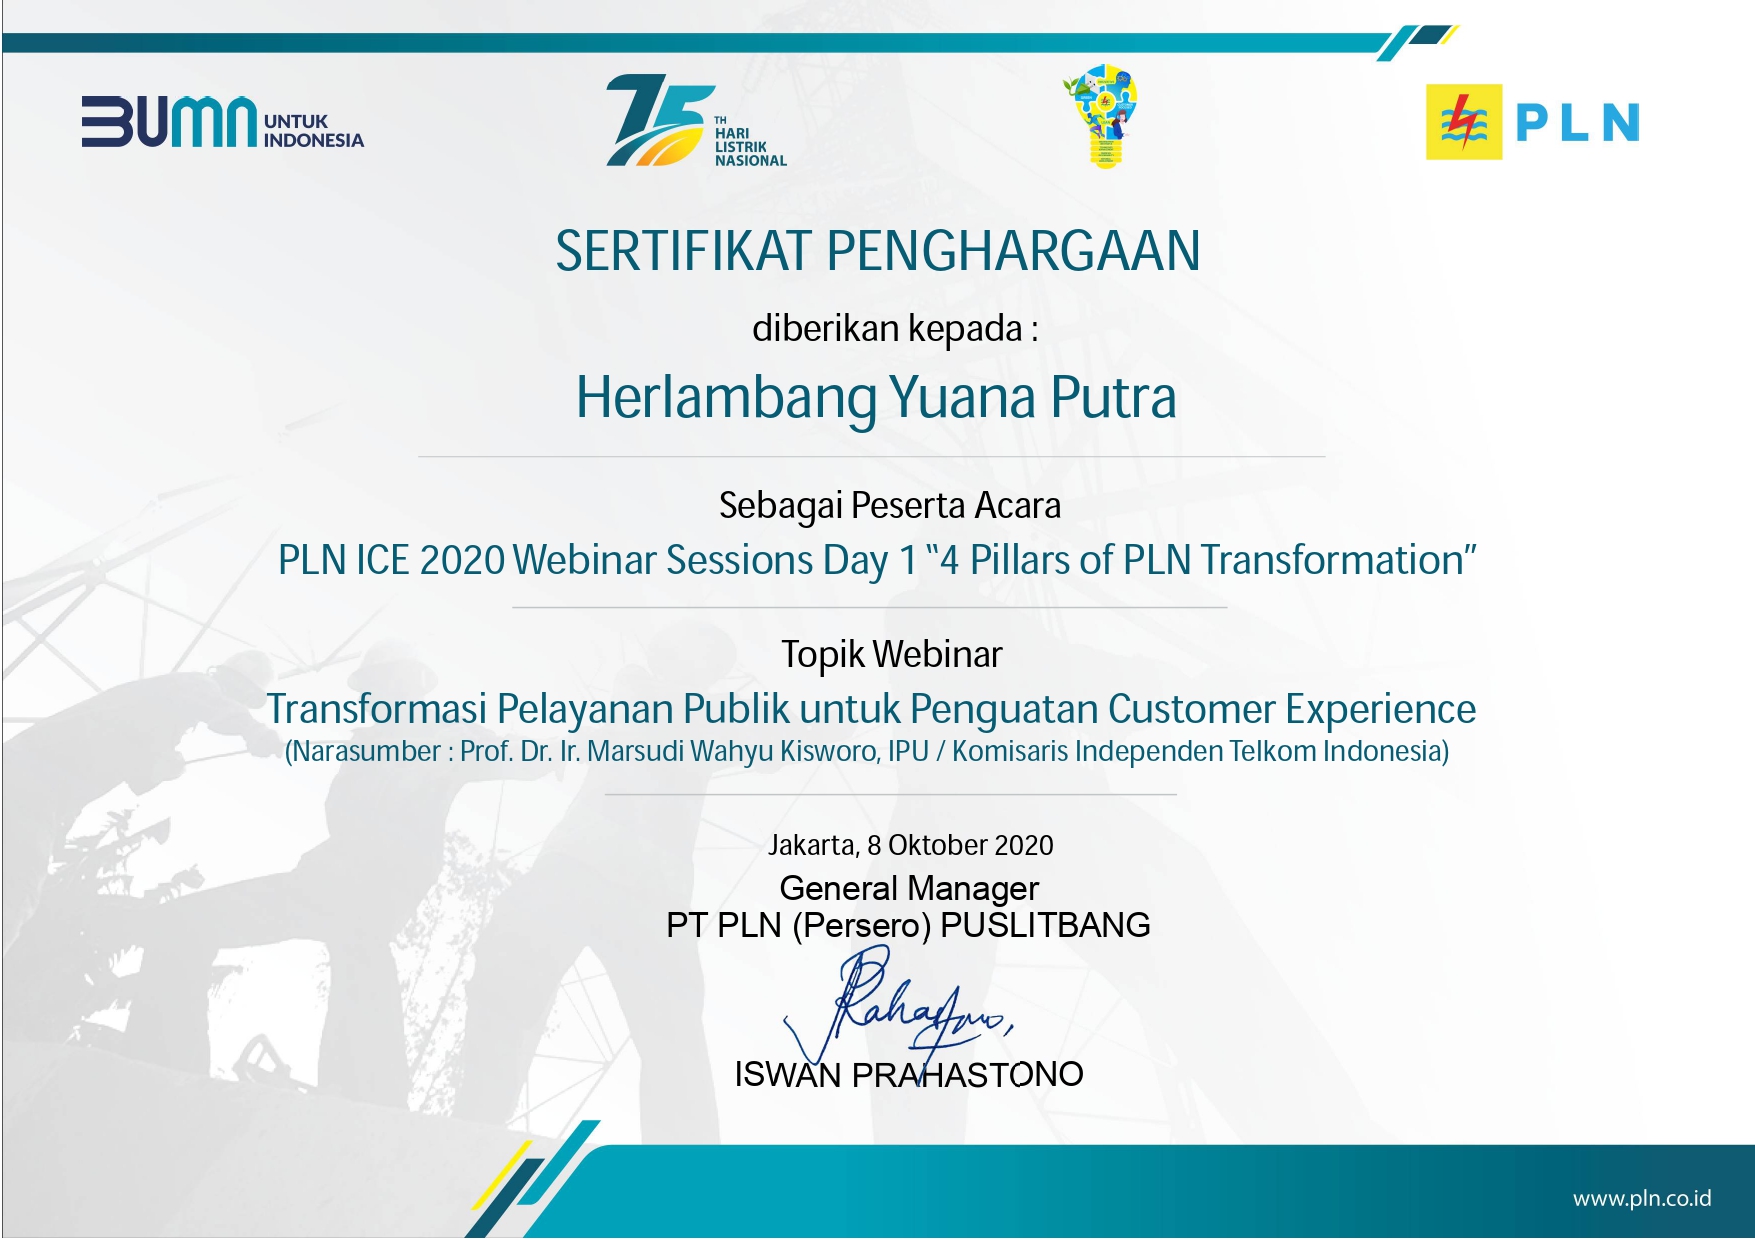 BUMN UNTUK INDONESIA
75 TH HARI LISTRIK NASIONAL
PLN
SERTIFIKAT PENGHARGAAN
diberikan kepada :
Herlambang Yuana Putra
Sebagai Peserta Acara
PLN ICE 2020 Webinar Sessions Day 1 “4 Pillars of PLN Transformation”
Topik Webinar
Transformasi Pelayanan Publik untuk Penguatan Customer Experience
(Narasumber : Prof. Dr. Ir. Marsudi Wahyu Kisworo, IPU / Komisaris Independen Telkom Indonesia)
Jakarta, 8 Oktober 2020
General Manager
PT PLN (Persero) PUSLITBANG
ISWAN PRAHASTONO
www.pln.co.id